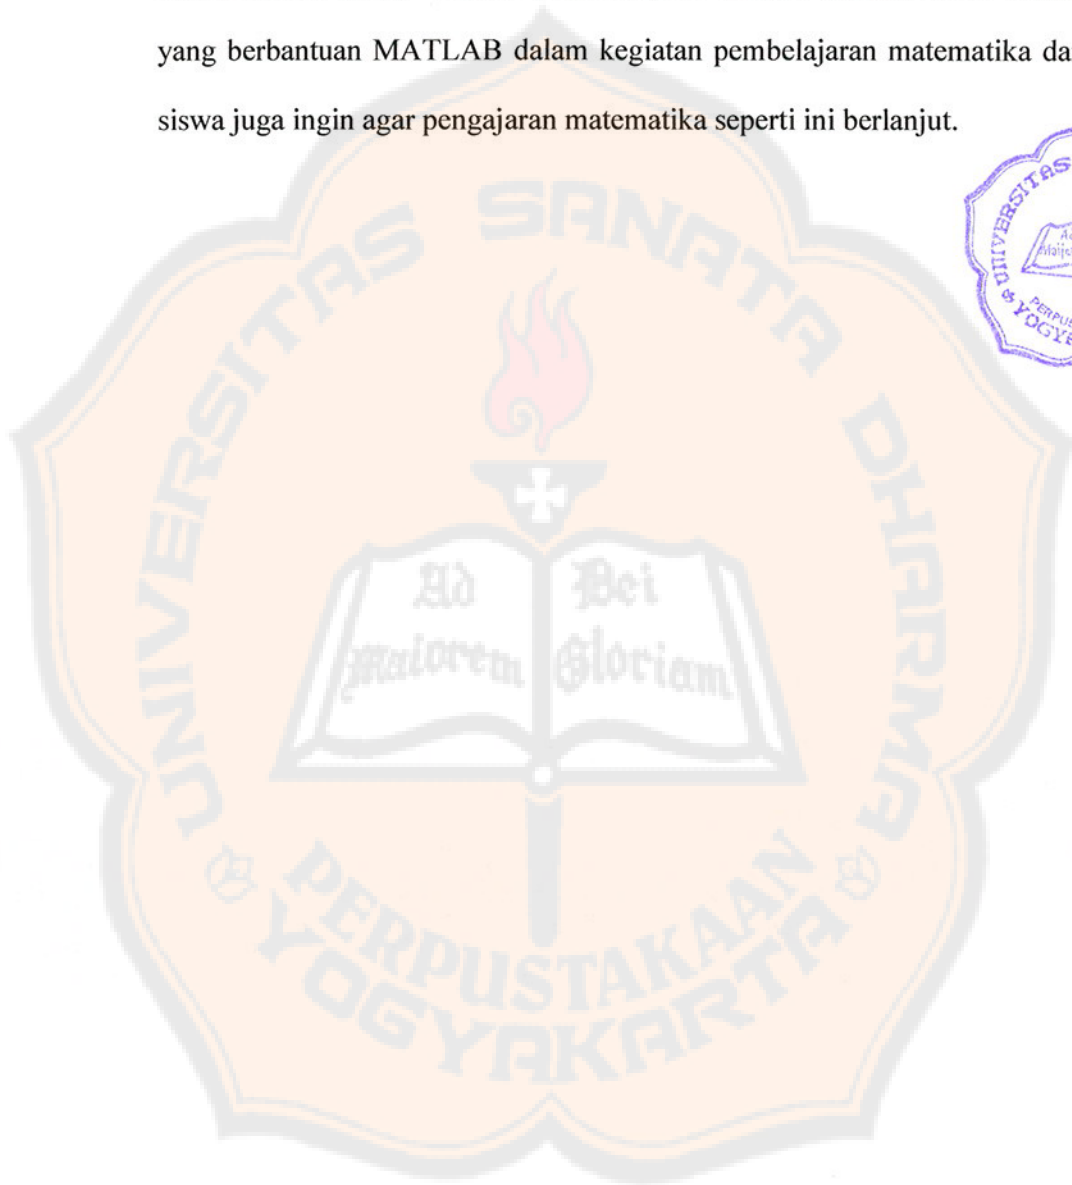 yang berbantuan MATLAB dalam kegiatan pembelajaran matematika da
siswa juga ingin agar pengajaran matematika seperti ini berlanjut.
UNIVERSITAS SANATA DHARMA
Ad
Maiorem
Dei
Gloriam
PERPUSTAKAAN
YOGYAKARTA